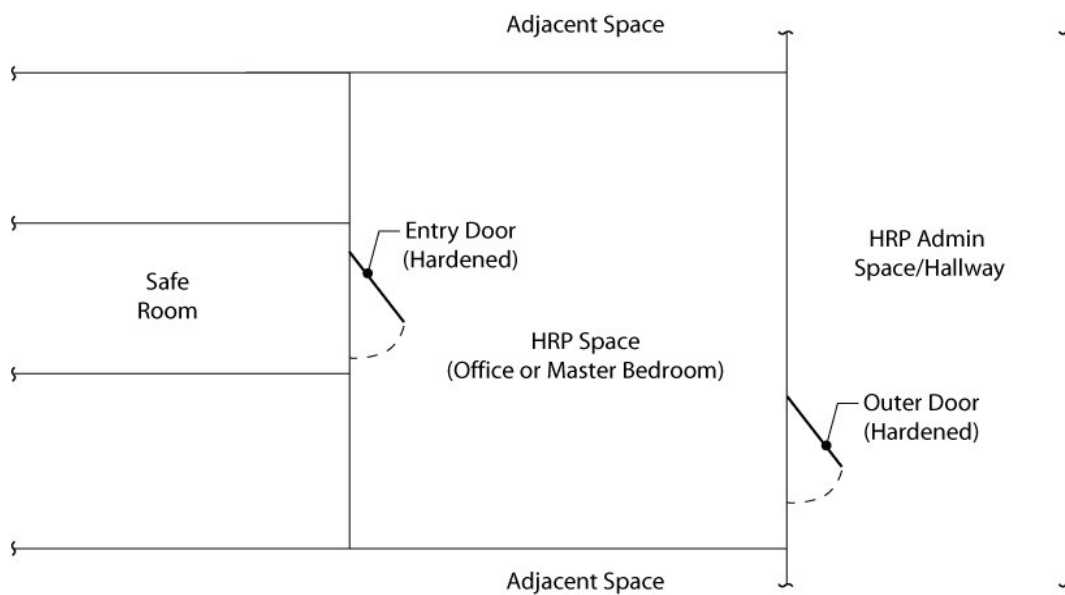 Adjacent Space
Entry Door
(Hardened)
HRP Admin
Space/Hallway
Safe
Room
HRP Space
(Office or Master Bedroom)
Outer Door
(Hardened)
Adjacent Space